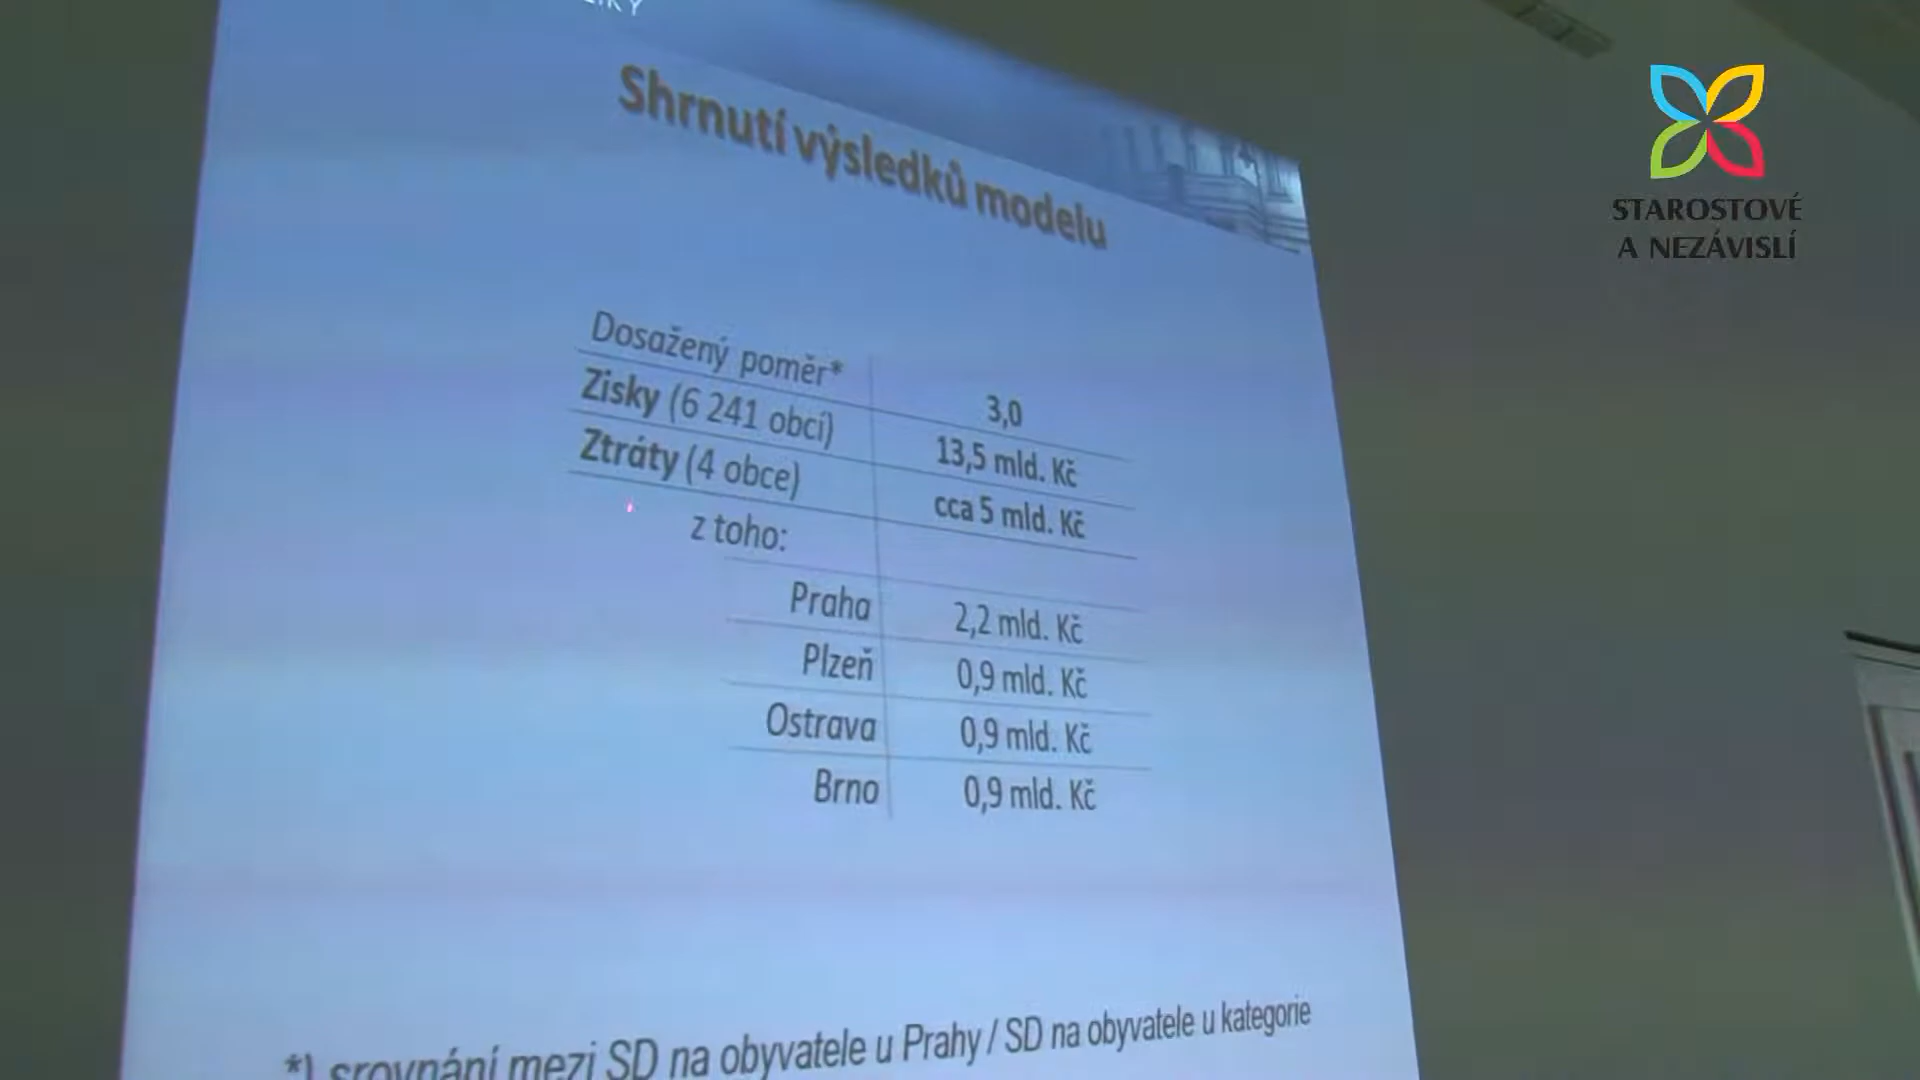 Shrnutí výsledků modelu
STAROSTOVÉ
A NEZÁVISLÍ
Dosažený poměr* 3,0
Zisky (6 241 obcí) 13,5 mld. Kč
Ztráty (4 obce) cca 5 mld. Kč
z toho:
Praha 2,2 mld. Kč
Plzeň 0,9 mld. Kč
Ostrava 0,9 mld. Kč
Brno 0,9 mld. Kč
*) srovnání mezi SD na obyvatele u Prahy / SD na obyvatele u kategorie